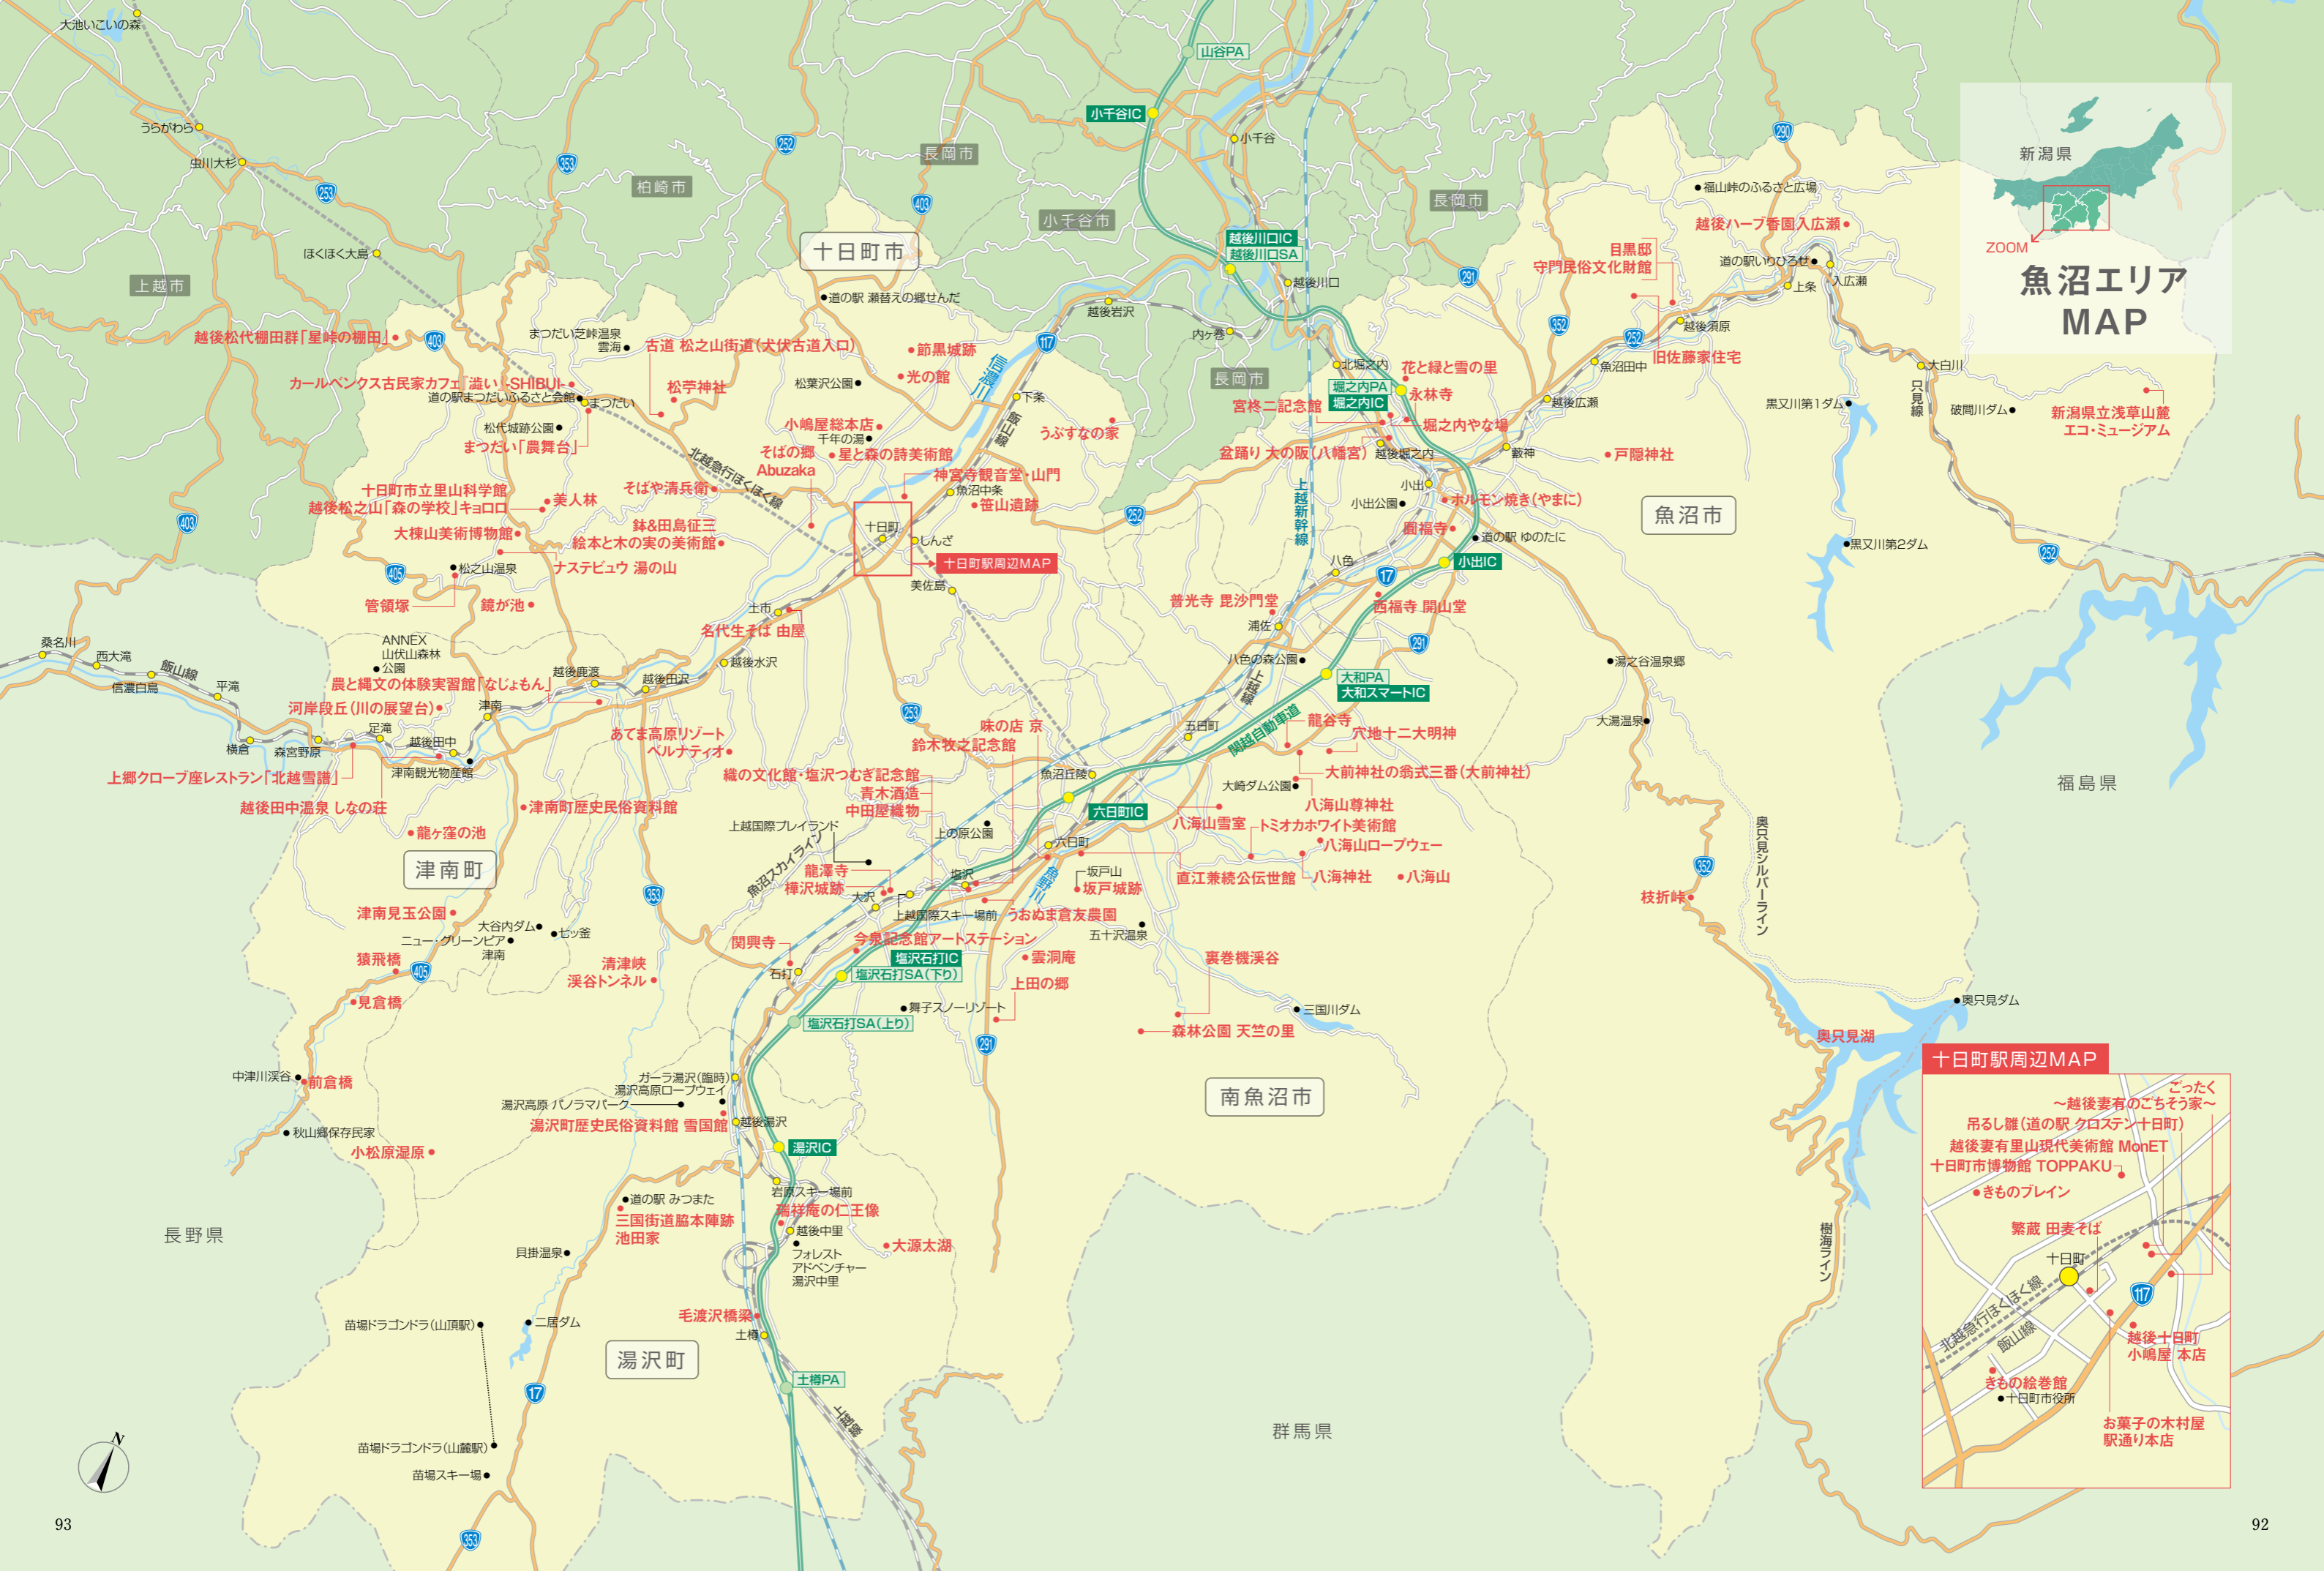 大池いこいの森
うらがわら
虫川大杉
253
ほくほく大島
上越市
353
柏崎市
252
長岡市
403
小千谷市
山谷PA
小千谷IC
小千谷
長岡市
越後川口IC
越後川口SA
越後川口
291
290
福山峠のふるさと広場
越後ハーブ香園入広瀬
目黒邸
守門民俗文化財館
道の駅いりひろせ
上条
入広瀬
新潟県
ZOOM
魚沼エリア
MAP
十日町市
道の駅 瀬替えの郷せんだ
越後岩沢
内ヶ巻
117
信濃川
長岡市
352
252
越後須原
旧佐藤家住宅
魚沼田中
大白川
只見線
破間川ダム
新潟県立浅草山麓
エコ・ミュージアム
越後松代棚田群「星峠の棚田」
403
まつだい芝峠温泉
雲海
古道 松之山街道(犬伏古道入口)
節黒城跡
光の館
松葉沢公園
カールベンクス古民家カフェ「澁い -SHIBUI-
道の駅まつだいふるさと会館
まつだい
松苧神社
松代城跡公園
まつだい「農舞台」
小嶋屋総本店
千年の湯
そばの郷
Abuzaka
星と森の詩美術館
下条
飯山線
うぶすなの家
北堀之内
堀之内PA
堀之内IC
花と緑と雪の里
永林寺
宮柊二記念館
堀之内やな場
盆踊り 大の阪(八幡宮)
越後堀之内
越後広瀬
藪神
戸隠神社
黒又川第1ダム
北越急行ほくほく線
神宮寺観音堂・山門
魚沼中条
笹山遺跡
そばや清兵衛
十日町市立里山科学館
越後松之山「森の学校」キョロロ
美人林
鉢&田島征三
絵本と木の実の美術館
大棟山美術博物館
ナステビュウ 湯の山
403
405
松之山温泉
管領塚
鏡が池
十日町
しんざ
十日町駅周辺MAP
美佐島
252
上越新幹線
小出
小出公園
ホルモン焼き(やまに)
圓福寺
道の駅 ゆのたに
小出IC
魚沼市
黒又川第2ダム
252
八色
17
西福寺 開山堂
普光寺 毘沙門堂
浦佐
291
土市
名代生そば 由屋
越後水沢
桑名川
西大滝
飯山線
信濃白鳥
平滝
ANNEX
山伏山森林
公園
農と縄文の体験実習館「なじょもん」
越後鹿渡
越後田沢
河岸段丘(川の展望台)
津南
足滝
横倉
森宮野原
越後田中
津南観光物産館
上郷クローブ座レストラン「北越雪譜」
越後田中温泉 しなの荘
津南町歴史民俗資料館
龍ヶ窪の池
津南町
あてま高原リゾート
ベルナティオ
253
八色の森公園
上越線
大和PA
大和スマートIC
五日町
関越自動車道
龍谷寺
穴地十二大明神
大前神社の翁式三番(大前神社)
大崎ダム公園
八海山尊神社
湯之谷温泉郷
大湯温泉
福島県
味の店 京
鈴木牧之記念館
織の文化館・塩沢つむぎ記念館
青木酒造
中田屋織物
魚沼丘陵
六日町IC
八海山雪室
トミオカホワイト美術館
八海山ロープウェー
上越国際プレイランド
魚沼スカイライン
上の原公園
六日町
龍澤寺
樺沢城跡
大沢
塩沢
上越国際スキー場前
魚野川
坂戸山
坂戸城跡
直江兼続公伝世館
八海神社
八海山
うおぬま倉友農園
今泉記念館アートステーション
塩沢石打IC
塩沢石打SA(下り)
関興寺
石打
五十沢温泉
雲洞庵
上田の郷
裏巻機渓谷
森林公園 天竺の里
三国川ダム
奥只見シルバーライン
352
枝折峠
奥只見ダム
奥只見湖
353
津南見玉公園
大谷内ダム
七ッ釜
ニュー・グリーンピア
津南
猿飛橋
405
見倉橋
清津峡
渓谷トンネル
舞子スノーリゾート
塩沢石打SA(上り)
291
中津川渓谷
前倉橋
秋山郷保存民家
小松原湿原
ガーラ湯沢(臨時)
湯沢高原ロープウェイ
湯沢高原 パノラマパーク
湯沢町歴史民俗資料館 雪国館
越後湯沢
湯沢IC
岩原スキー場前
南魚沼市
長野県
道の駅 みつまた
三国街道脇本陣跡
池田家
貝掛温泉
瑞祥庵の仁王像
越後中里
フォレスト
アドベンチャー
湯沢中里
大源太湖
毛渡沢橋梁
土樽
土樽PA
上越線
苗場ドラゴンドラ(山頂駅)
二居ダム
湯沢町
17
苗場ドラゴンドラ(山麓駅)
苗場スキー場
353
群馬県
樹海ライン
十日町駅周辺MAP
ごったく
～越後妻有のごちそう家～
吊るし雛(道の駅 クロステン十日町)
越後妻有里山現代美術館 MonET
十日町市博物館 TOPPAKU
きものブレイン
繁蔵 田麦そば
十日町
117
北越急行ほくほく線
飯山線
越後十日町
小嶋屋 本店
きもの絵巻館
十日町市役所
お菓子の木村屋
駅通り本店
N
93
92